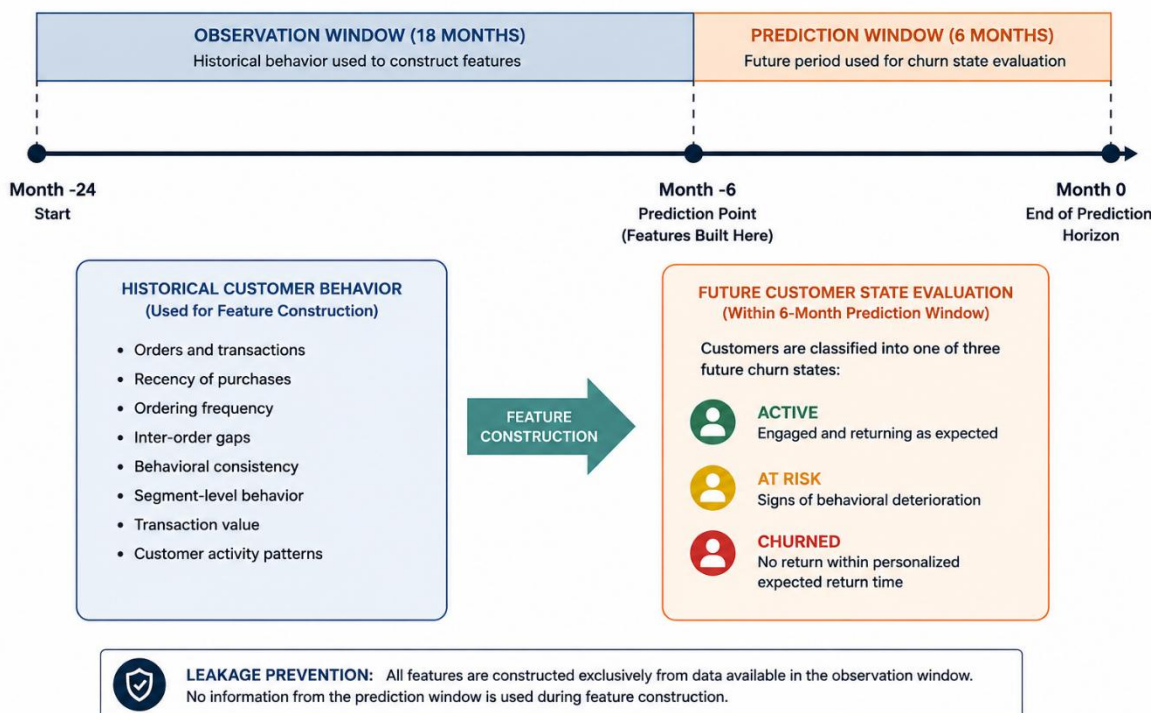 OBSERVATION WINDOW (18 MONTHS)
Historical behavior used to construct features
PREDICTION WINDOW (6 MONTHS)
Future period used for churn state evaluation
Month -24
Start
Month -6
Prediction Point
(Features Built Here)
Month 0
End of Prediction
Horizon
HISTORICAL CUSTOMER BEHAVIOR
(Used for Feature Construction)
• Orders and transactions
• Recency of purchases
• Ordering frequency
• Inter-order gaps
• Behavioral consistency
• Segment-level behavior
• Transaction value
• Customer activity patterns
FEATURE
CONSTRUCTION
FUTURE CUSTOMER STATE EVALUATION
(Within 6-Month Prediction Window)
Customers are classified into one of three
future churn states:
ACTIVE
Engaged and returning as expected
AT RISK
Signs of behavioral deterioration
CHURNED
No return within personalized
expected return time
LEAKAGE PREVENTION: All features are constructed exclusively from data available in the observation window.
No information from the prediction window is used during feature construction.